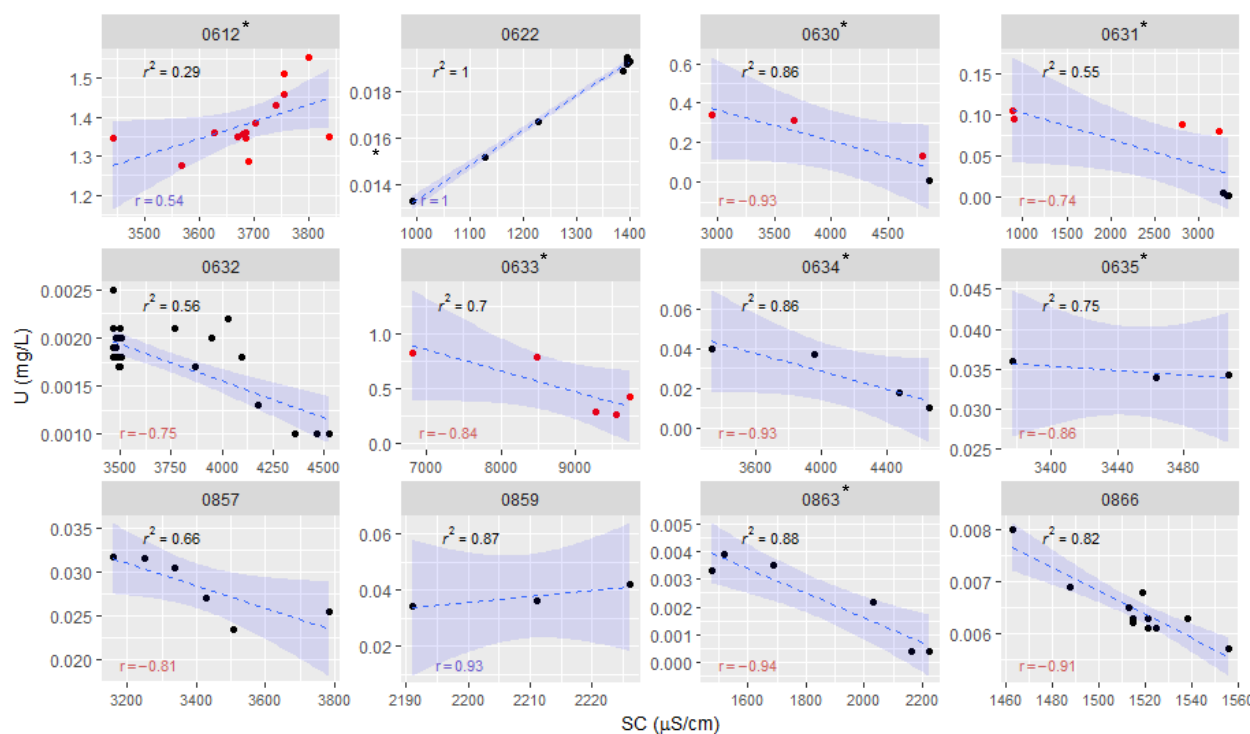 0612* 0622 0630* 0631*
r² = 0.29 r² = 1 r² = 0.86 r² = 0.55
1.5 1.4 1.3 1.2
0.018 0.016 0.014
*
0.6 0.4 0.2 0.0
0.15 0.10 0.05 0.00
r = 0.54 r = 1 r = −0.93 r = −0.74
3500 3600 3700 3800 1000 1100 1200 1300 1400 3000 3500 4000 4500 1000 1500 2000 2500 3000
0632 0633* 0634* 0635*
r² = 0.56 r² = 0.7 r² = 0.86 r² = 0.75
0.0025 0.0020 0.0015 0.0010
1.0 0.5 0.0
0.06 0.04 0.02 0.00
0.045 0.040 0.035 0.030 0.025
r = −0.75 r = −0.84 r = −0.93 r = −0.86
3500 3750 4000 4250 4500 7000 8000 9000 3600 4000 4400 3400 3440 3480
U (mg/L)
0857 0859 0863* 0866
r² = 0.66 r² = 0.87 r² = 0.88 r² = 0.82
0.035 0.030 0.025 0.020
0.06 0.04 0.02
0.005 0.004 0.003 0.002 0.001 0.000
0.008 0.007 0.006
r = −0.81 r = 0.93 r = −0.94 r = −0.91
3200 3300 3400 3500 3600 3700 3800 2191 2200 2210 2220 1600 1800 2000 2200 1460 1480 1500 1520 1540 1560
SC (µS/cm)